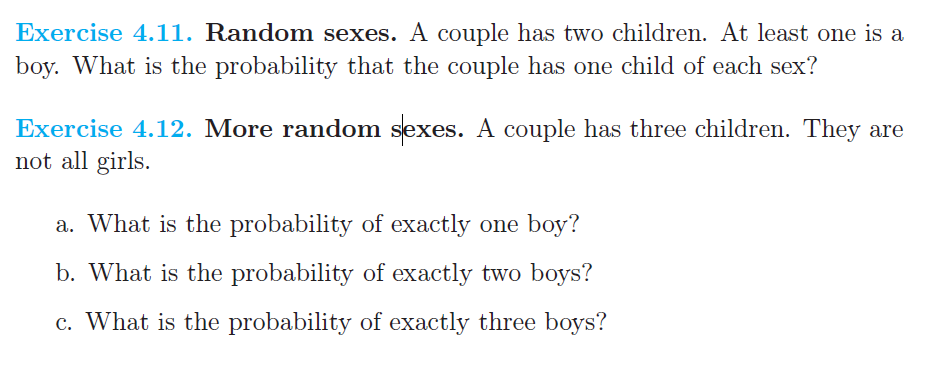 Exercise 4.11. Random sexes. A couple has two children. At least one is a
boy. What is the probability that the couple has one child of each sex?
Exercise 4.12. More random sexes. A couple has three children. They are
not all girls.
a. What is the probability of exactly one boy?
b. What is the probability of exactly two boys?
c. What is the probability of exactly three boys?